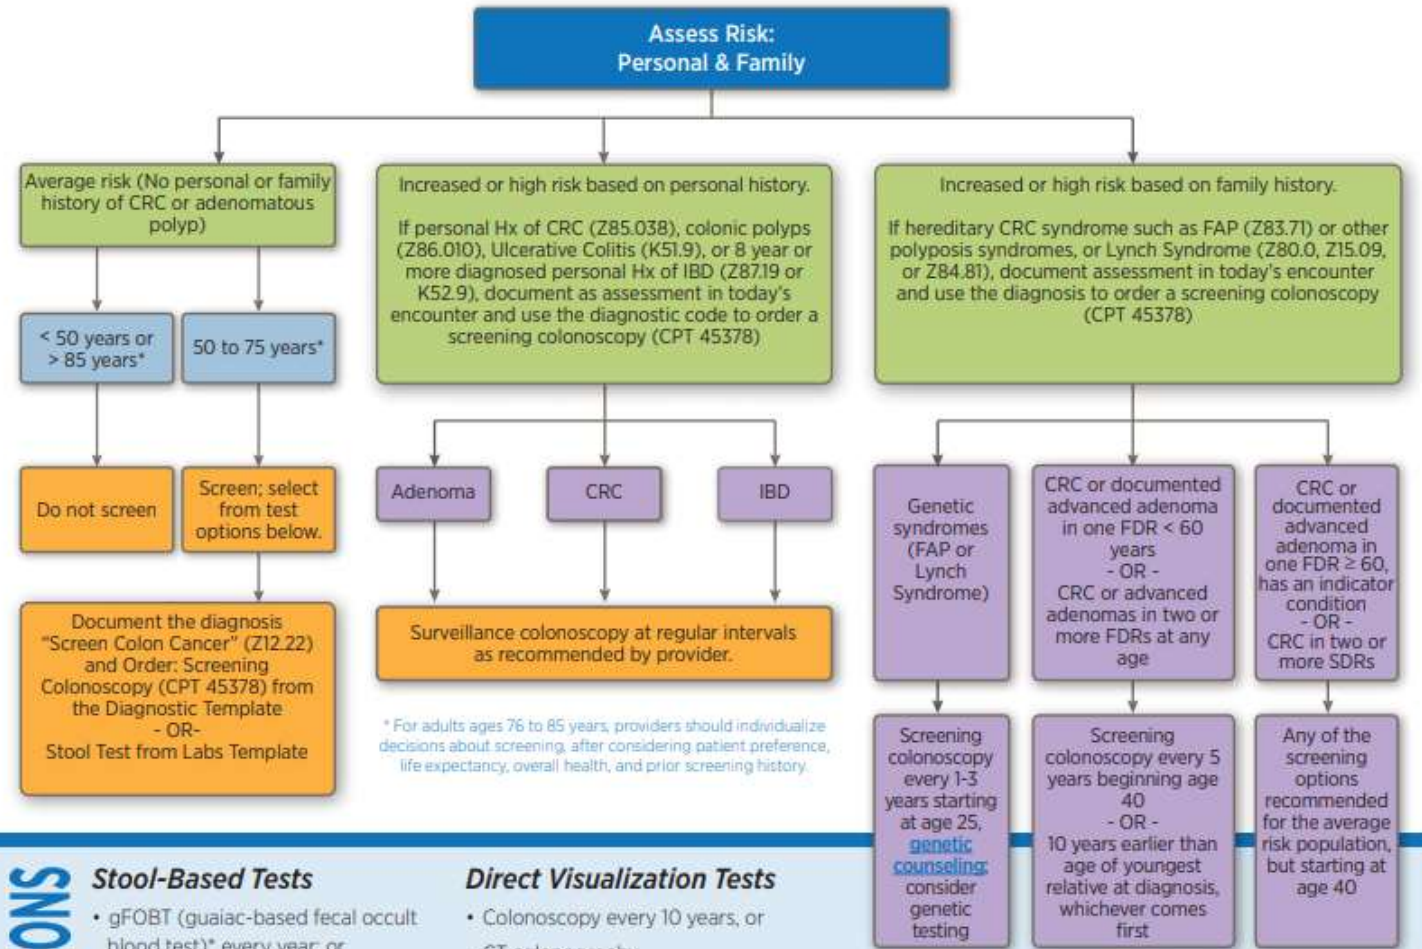 Assess Risk:
Personal & Family
Average risk (No personal or family
history of CRC or adenomatous
polyp)
< 50 years or
> 85 years*
50 to 75 years*
Do not screen
Screen; select
from test
options below.
Document the diagnosis
"Screen Colon Cancer" (Z12.22)
and Order: Screening
Colonoscopy (CPT 45378) from
the Diagnostic Template
- OR-
Stool Test from Labs Template
Increased or high risk based on personal history.
If personal Hx of CRC (Z85.038), colonic polyps
(Z86.010), Ulcerative Colitis (K51.9), or 8 year or
more diagnosed personal Hx of IBD (Z87.19 or
K52.9), document as assessment in today's
encounter and use the diagnostic code to order a
screening colonoscopy (CPT 45378)
Adenoma
CRC
IBD
Surveillance colonoscopy at regular intervals
as recommended by provider.
* For adults ages 76 to 85 years, providers should individualize
decisions about screening, after considering patient preference,
life expectancy, overall health, and prior screening history.
Increased or high risk based on family history.
If hereditary CRC syndrome such as FAP (Z83.71) or other
polyposis syndromes, or Lynch Syndrome (Z80.0, Z15.09,
or Z84.81), document assessment in today's encounter
and use the diagnosis to order a screening colonoscopy
(CPT 45378)
Genetic
syndromes
(FAP or
Lynch
Syndrome)
Screening
colonoscopy
every 1-3
years starting
at age 25,
genetic
counseling;
consider
genetic
testing
CRC or documented
advanced adenoma
in one FDR < 60
years
- OR -
CRC or advanced
adenomas in two or
more FDRs at any
age
Screening
colonoscopy every 5
years beginning age
40
- OR -
10 years earlier than
age of youngest
relative at diagnosis,
whichever comes
first
CRC or
documented
advanced
adenoma in
one FDR ≥ 60,
has an indicator
condition
- OR -
CRC in two or
more SDRs
Any of the
screening
options
recommended
for the average
risk population,
but starting at
age 40
ONS
Stool-Based Tests
• gFOBT (guaiac-based fecal occult
blood test)* every year; or
Direct Visualization Tests
• Colonoscopy every 10 years, or